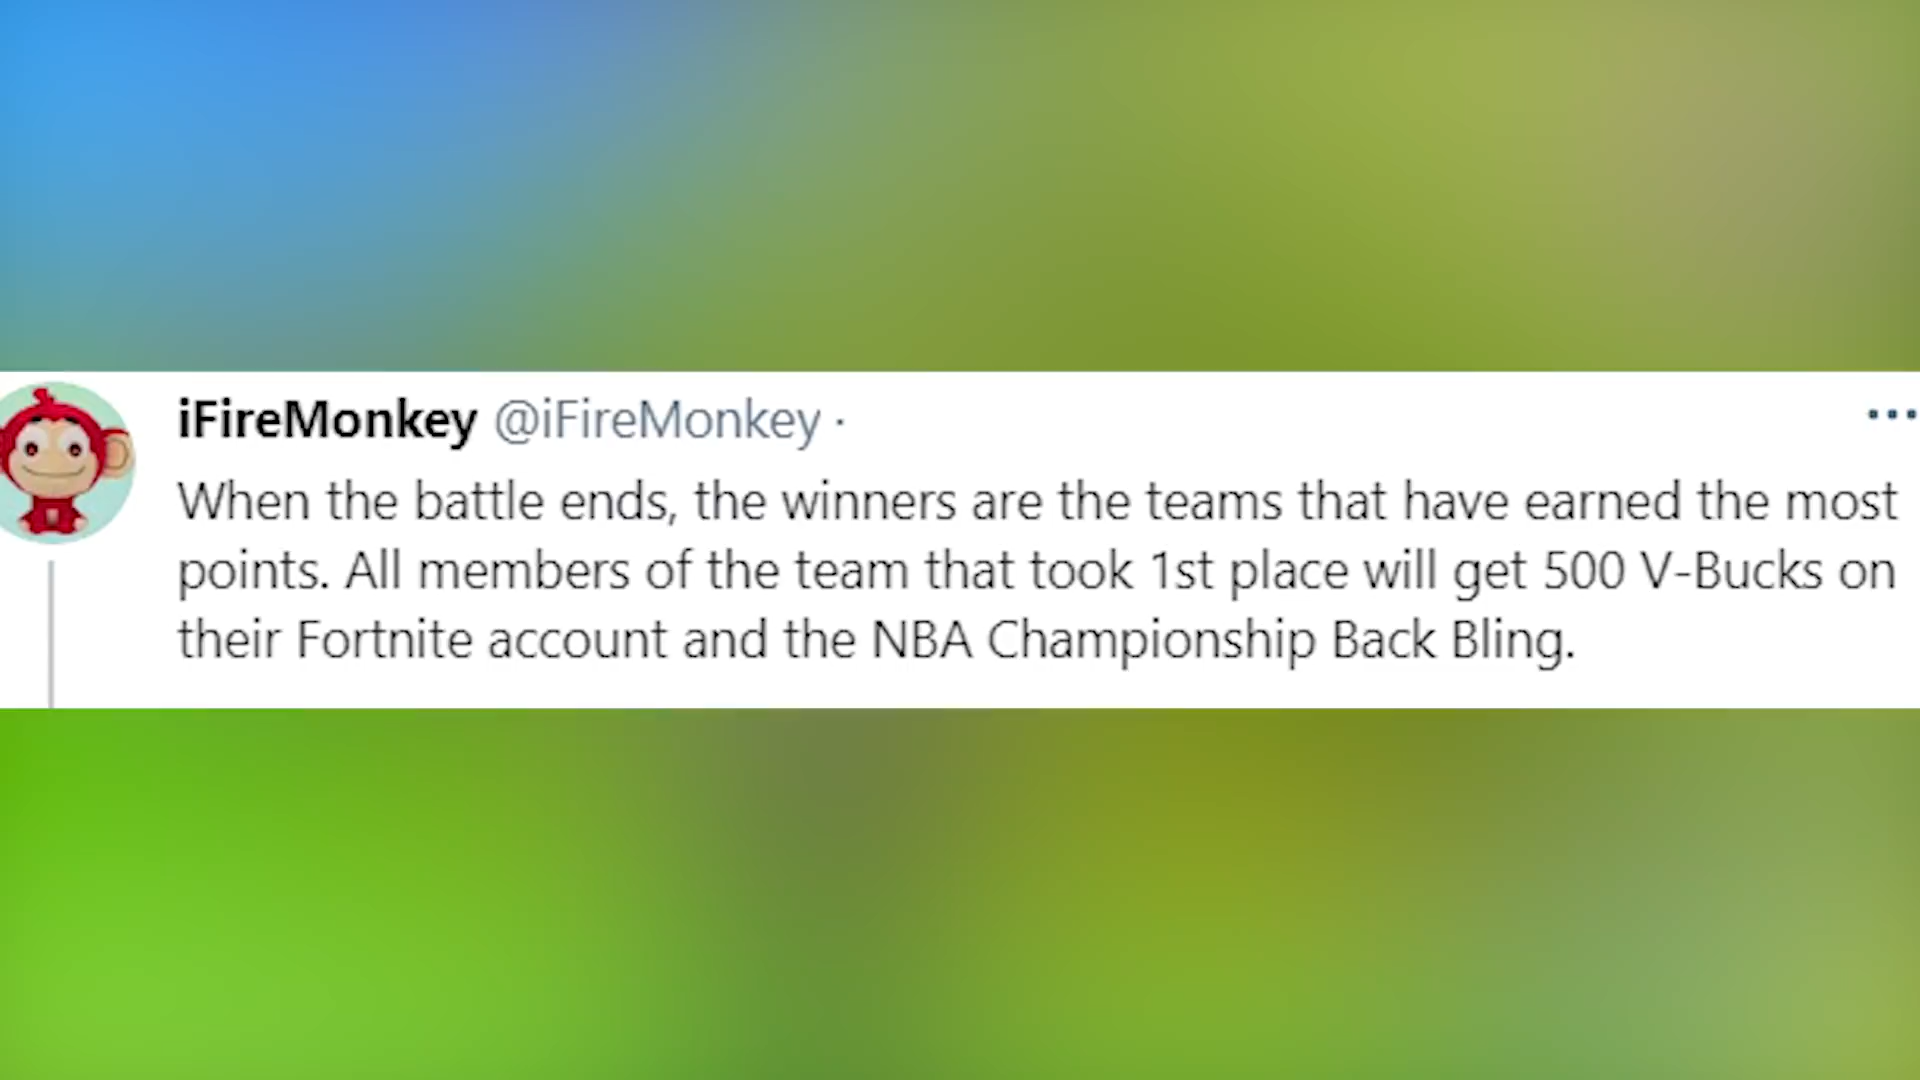 iFireMonkey @iFireMonkey ·
When the battle ends, the winners are the teams that have earned the most
points. All members of the team that took 1st place will get 500 V-Bucks on
their Fortnite account and the NBA Championship Back Bling.